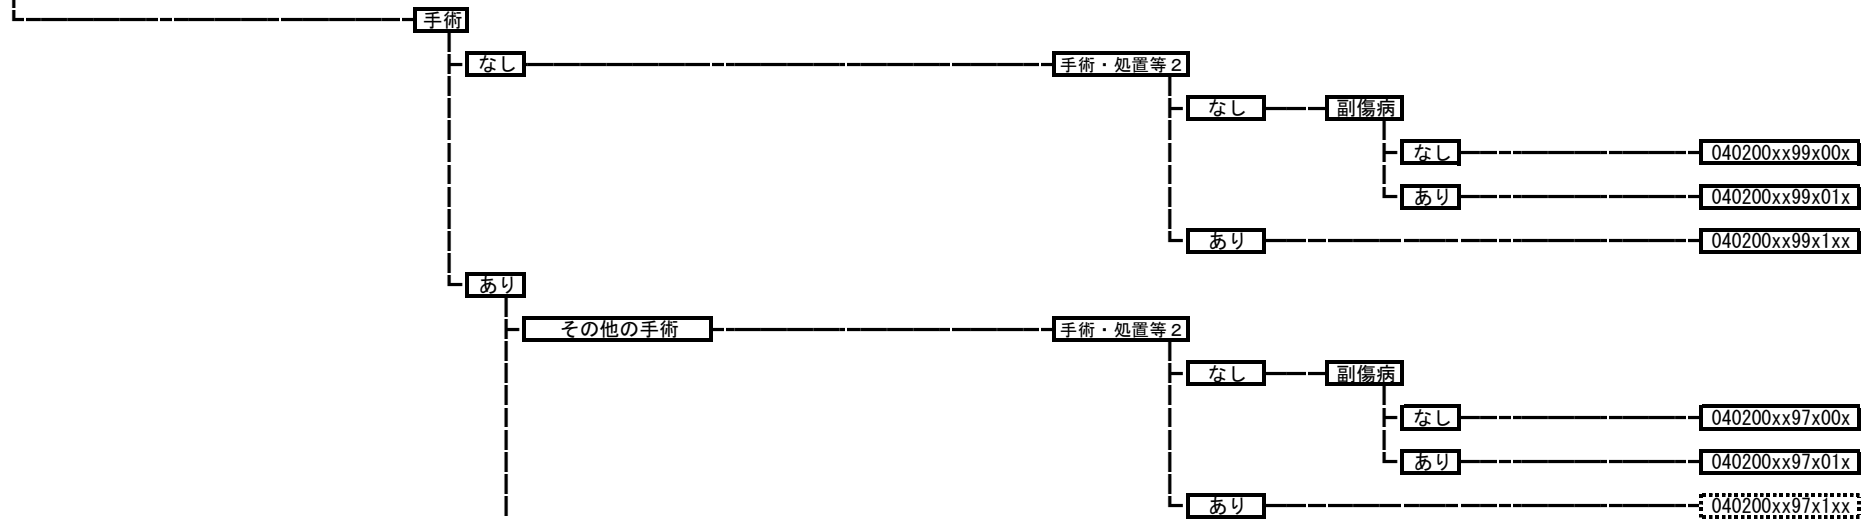 手術
なし 手術・処置等２
なし 副傷病
なし 040200xx99x00x
あり 040200xx99x01x
あり 040200xx99x1xx
あり
その他の手術 手術・処置等２
なし 副傷病
なし 040200xx97x00x
あり 040200xx97x01x
あり 040200xx97x1xx